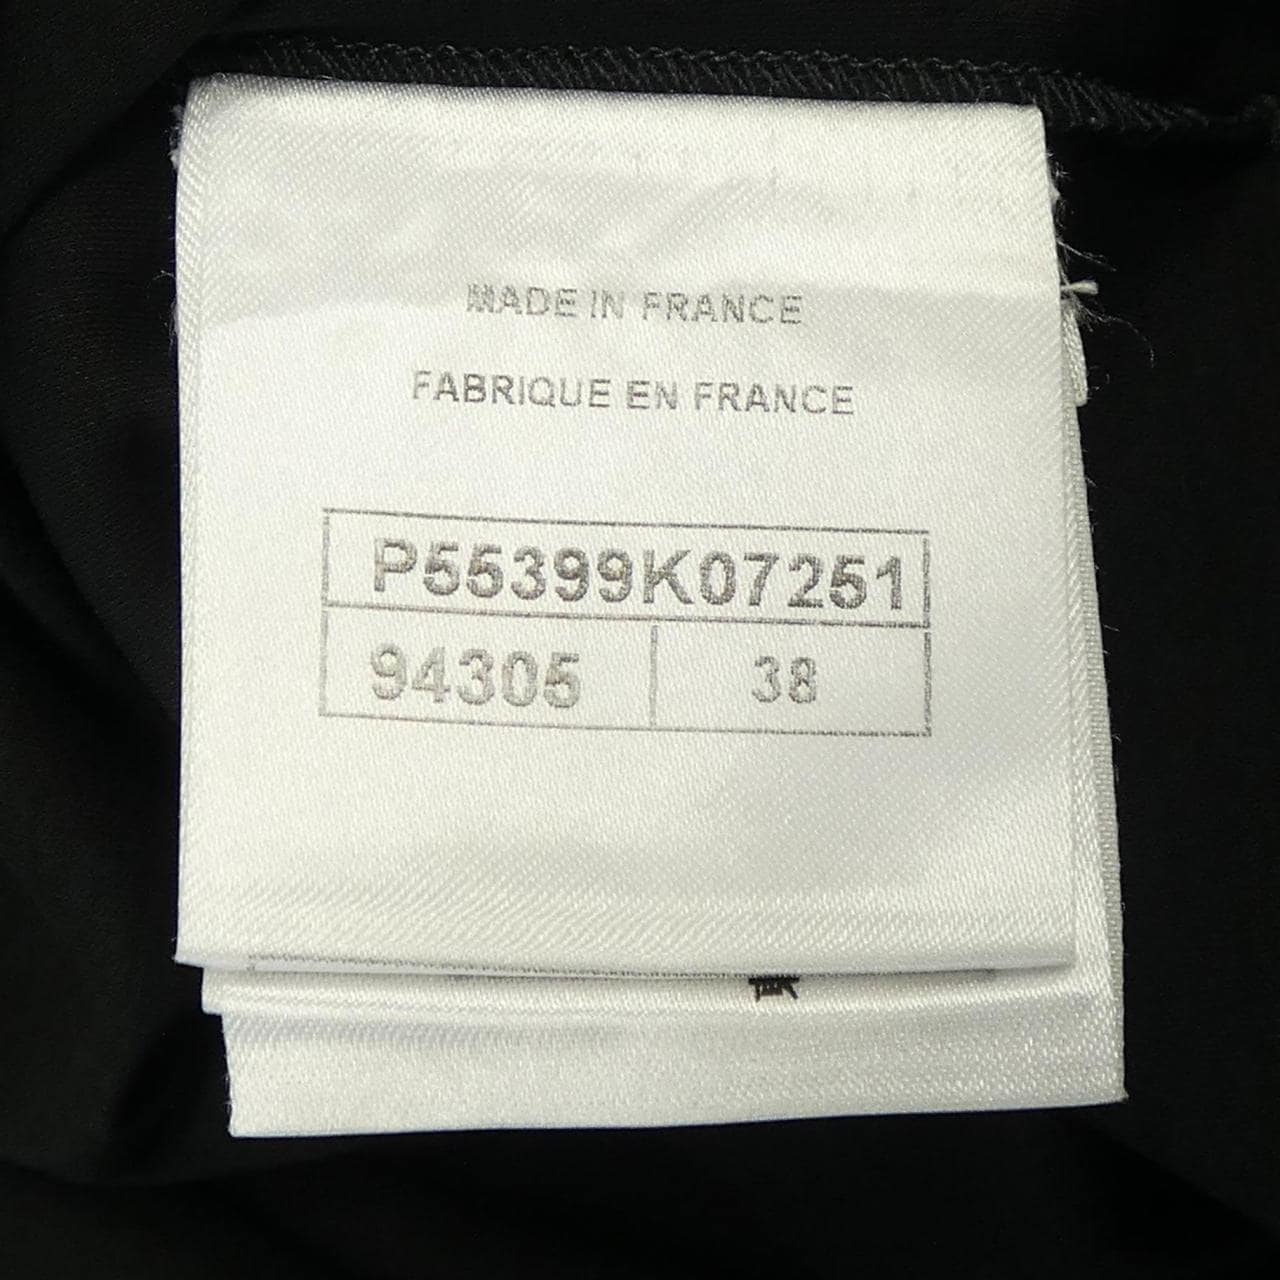 MADE IN FRANCE
FABRIQUE EN FRANCE
P55399K07251
94305 38